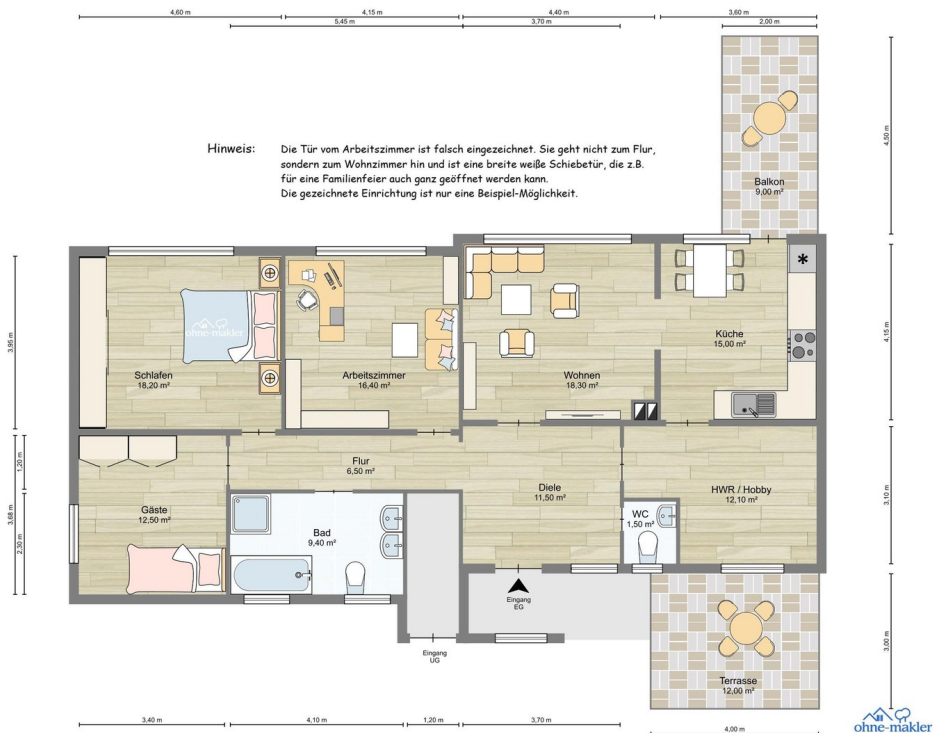 4,60 m
4,15 m
4,40 m
3,60 m
5,45 m
3,70 m
2,00 m
4,50 m
Hinweis: Die Tür vom Arbeitszimmer ist falsch eingezeichnet. Sie geht nicht zum Flur,
sondern zum Wohnzimmer hin und ist eine breite weiße Schiebetür, die z.B.
für eine Familienfeier auch ganz geöffnet werden kann.
Die gezeichnete Einrichtung ist nur eine Beispiel-Möglichkeit.
Balkon
9,00 m²
3,95 m
ohne-makler
Schlafen
18,20 m²
Arbeitszimmer
16,40 m²
Wohnen
18,30 m²
Küche
15,00 m²
*
4,15 m
1,20 m
3,68 m
2,30 m
Flur
6,50 m²
Gäste
12,50 m²
Bad
9,40 m²
Diele
11,50 m²
WC
1,50 m²
HWR / Hobby
12,10 m²
3,10 m
Eingang
EG
Eingang
UG
Terrasse
12,00 m²
3,00 m
3,40 m
4,10 m
1,20 m
3,70 m
4,00 m
ohne-makler